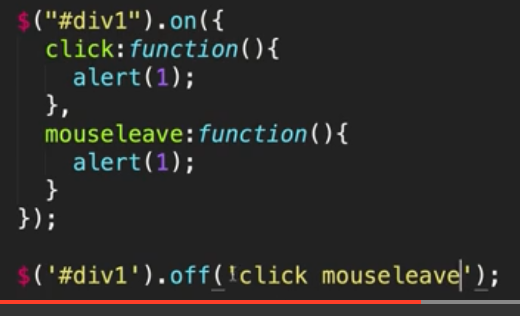 $("#div1").on({
click:function(){
alert(1);
},
mouseleave:function(){
alert(1);
}
});
$('#div1').off('click mouseleave');